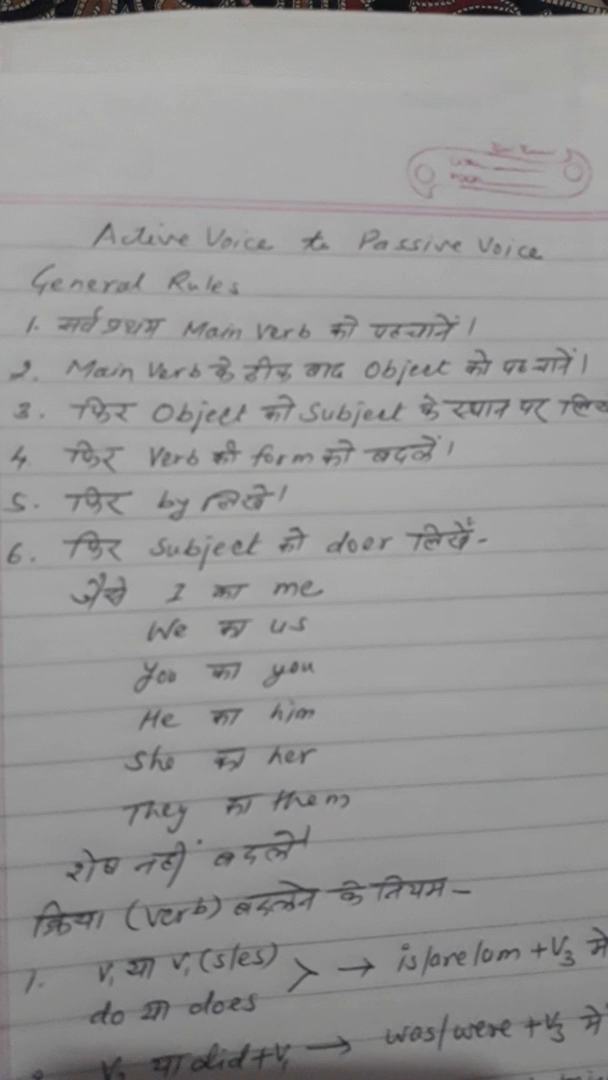 Active Voice to Passive Voice
General Rules
1. सर्व प्रथम Main Verb को पहचानें।
2. Main Verb के ठीक बाद Object को पहचानें।
3. फिर Object को Subject के स्थान पर
4. फिर Verb की form को बदलें।
5. फिर by लिखें।
6. फिर Subject को door लिखें-
जैसे I का me
We का us
You का you
He का him
She का her
They का them
शेष नहीं बदलें
क्रिया (Verb) बदलने के नियम -
1. V₁ या V₁(s/es) > → is/are/am + V₃ में
do या does
V₂ या did+V₁ → was/were + V₃ में